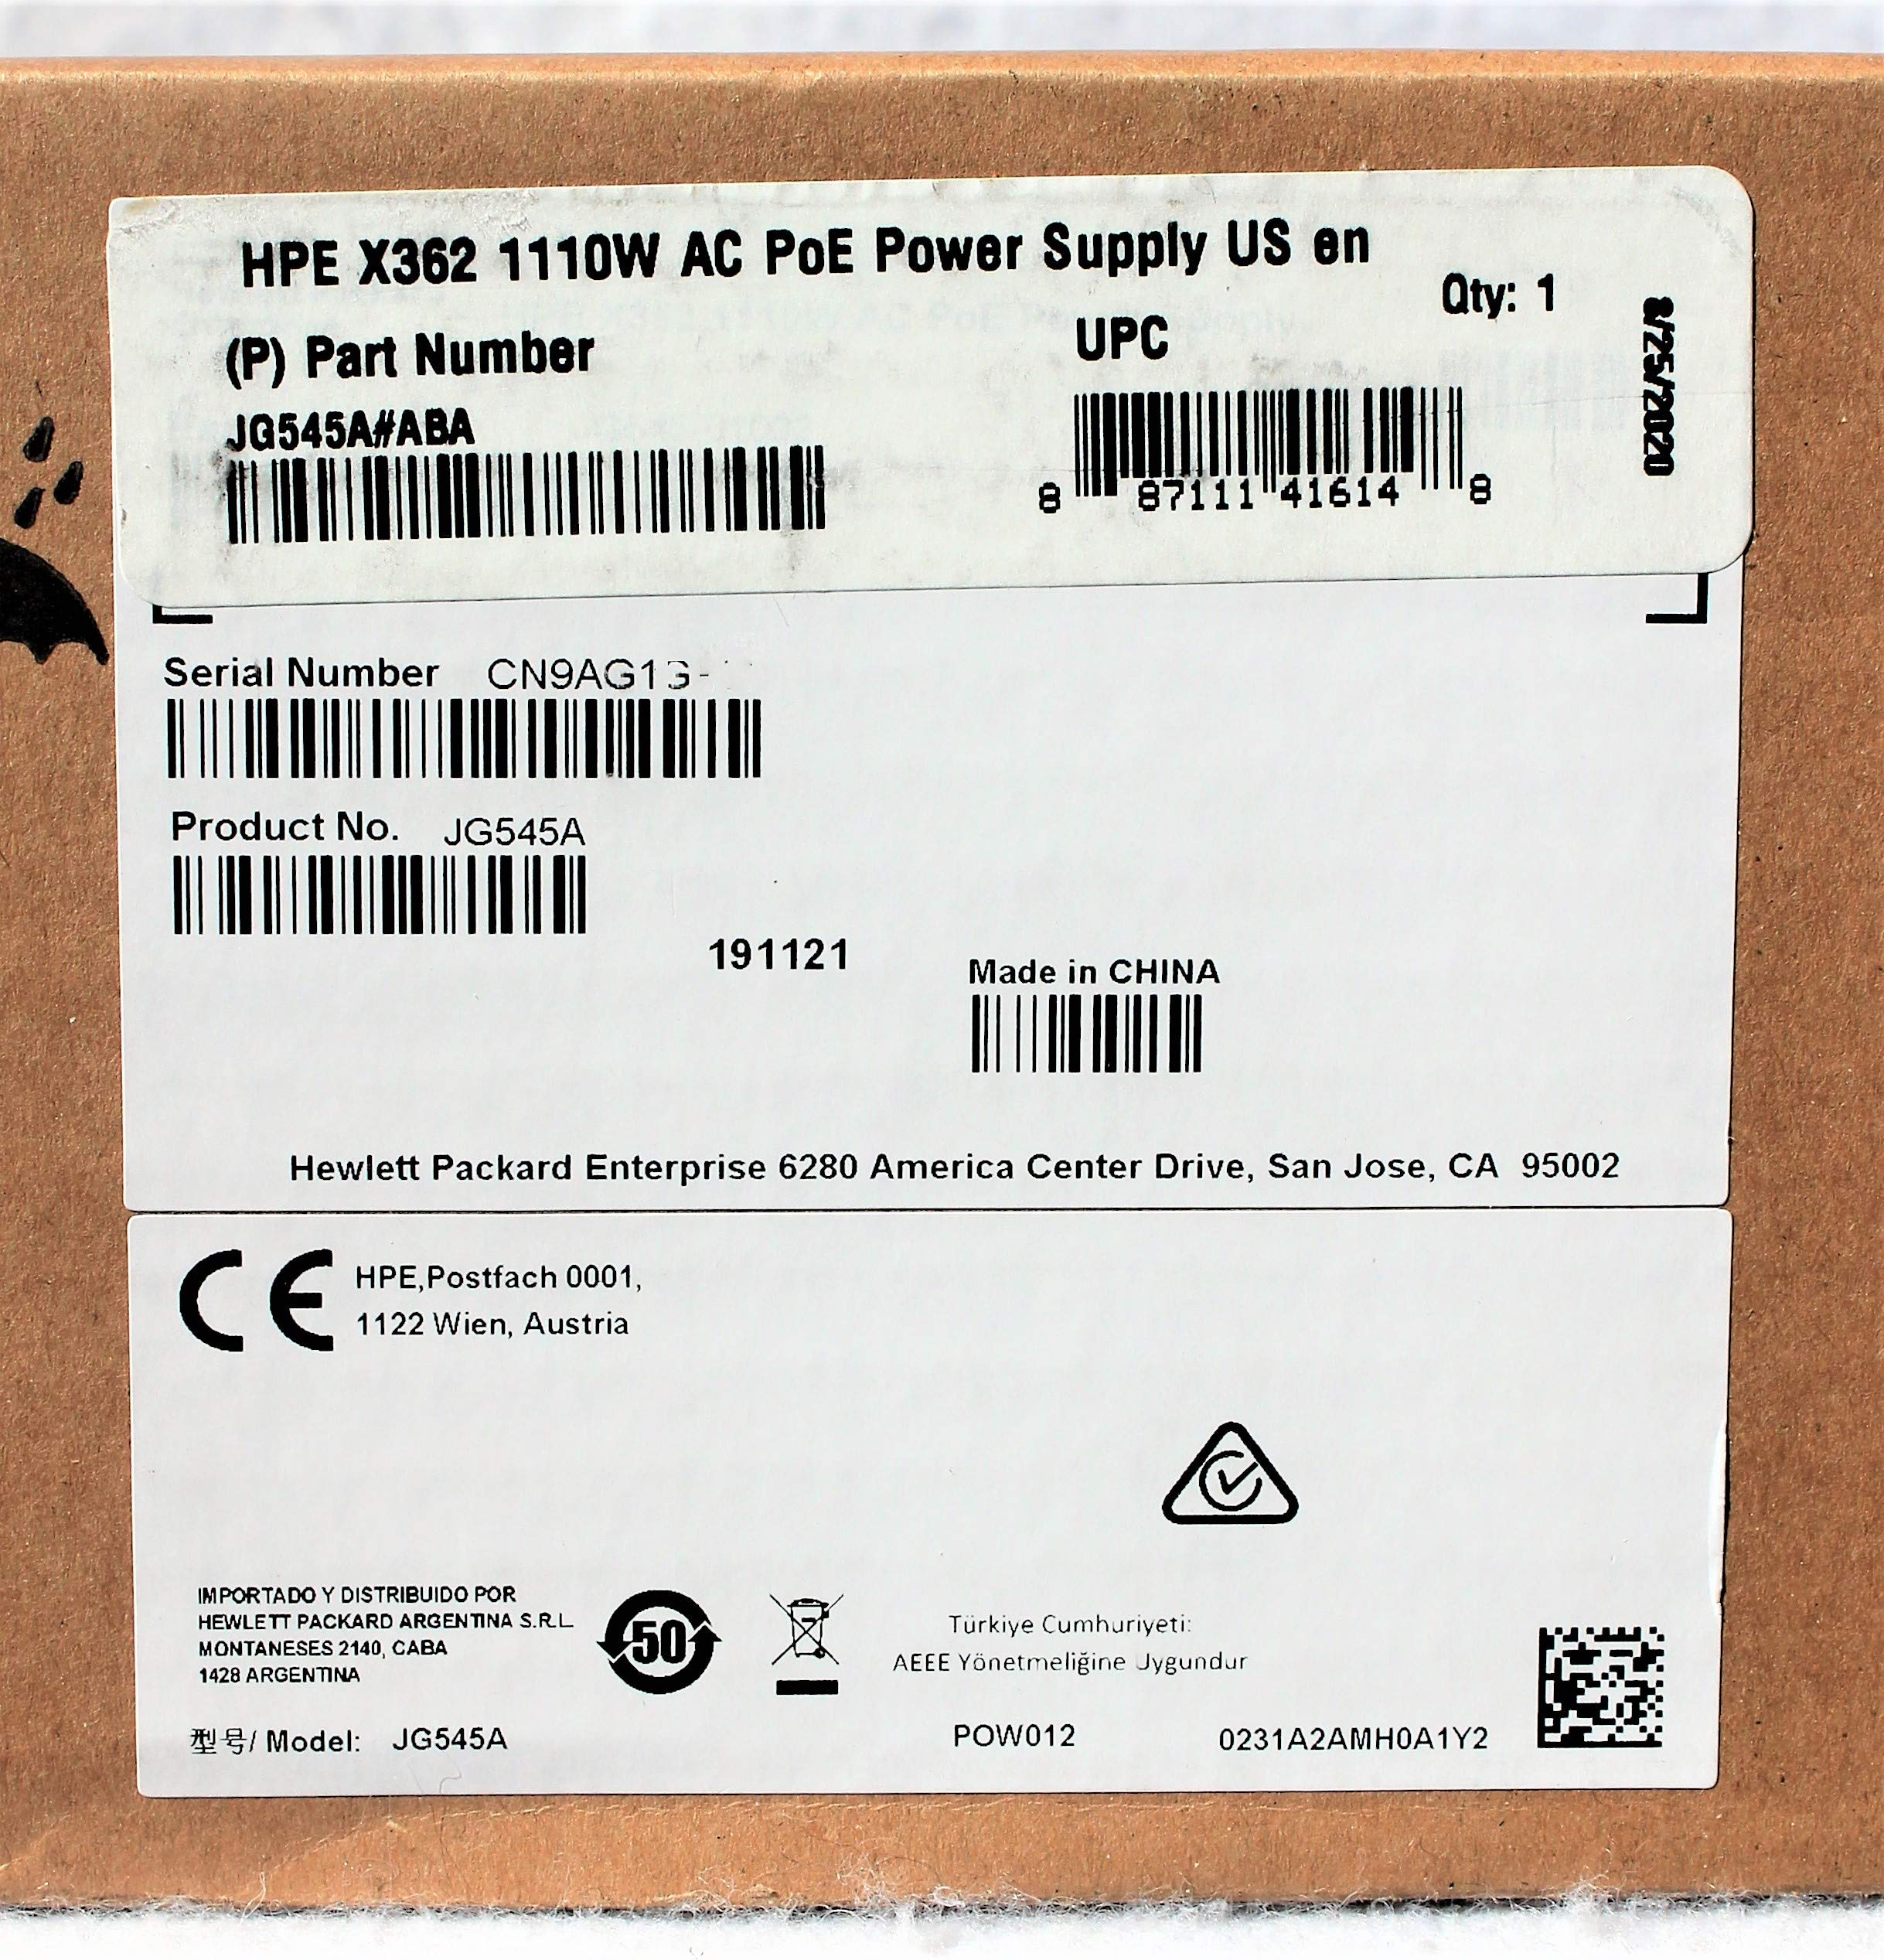 HPE X362 1110W AC PoE Power Supply US en
Qty: 1
8/25/2020
(P) Part Number
UPC
JG545A#ABA
8 87111 41614 8
Serial Number
Product No. JG545A
191121
Made in CHINA
Hewlett Packard Enterprise 6280 America Center Drive, San Jose, CA 95002
CE
HPE,Postfach 0001,
1122 Wien, Austria
IMPORTADO Y DISTRIBUIDO POR
HEWLETT PACKARD ARGENTINA S.R.L
MONTANESES 2140, CABA
1428 ARGENTINA
50
Türkiye Cumhuriyeti:
AEEE Yönetmeliğine Uygundur
型号/ Model: JG545A
POW012
0231A2AMH0A1Y2